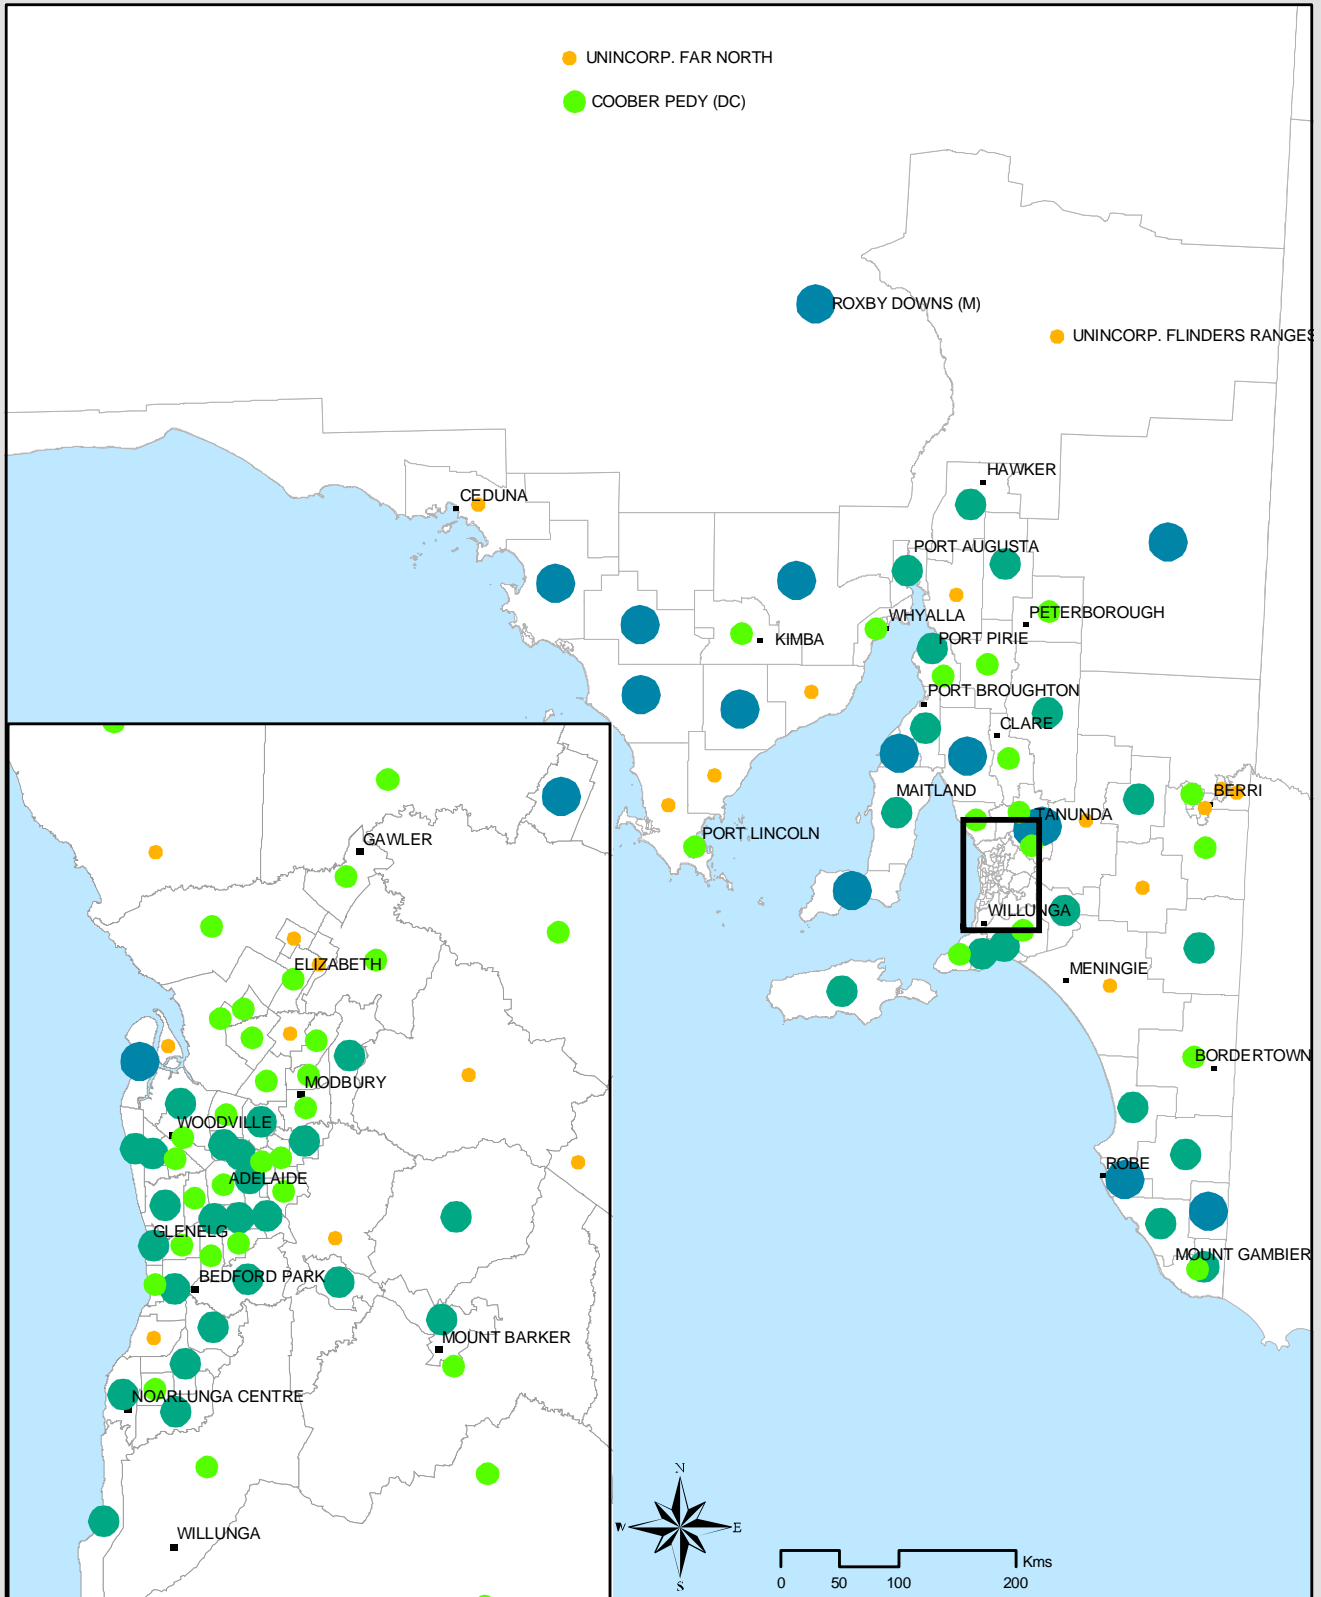 UNINCORP. FAR NORTH
COOBER PEDY (DC)
ROXBY DOWNS (M)
UNINCORP. FLINDERS RANGES
HAWKER
CEDUNA
PORT AUGUSTA
WHYALLA
PETERBOROUGH
KIMBA
PORT PIRIE
PORT BROUGHTON
CLARE
MAITLAND
BERRI
TANUNDA
PORT LINCOLN
GAWLER
WILLUNGA
ELIZABETH
MENINGIE
BORDERTOWN
MODBURY
WOODVILLE
ROBE
ADELAIDE
GLENELG
MOUNT GAMBIER
BEDFORD PARK
MOUNT BARKER
NOARLUNGA CENTRE
WILLUNGA
N
W
E
S
Kms
0 50 100 200